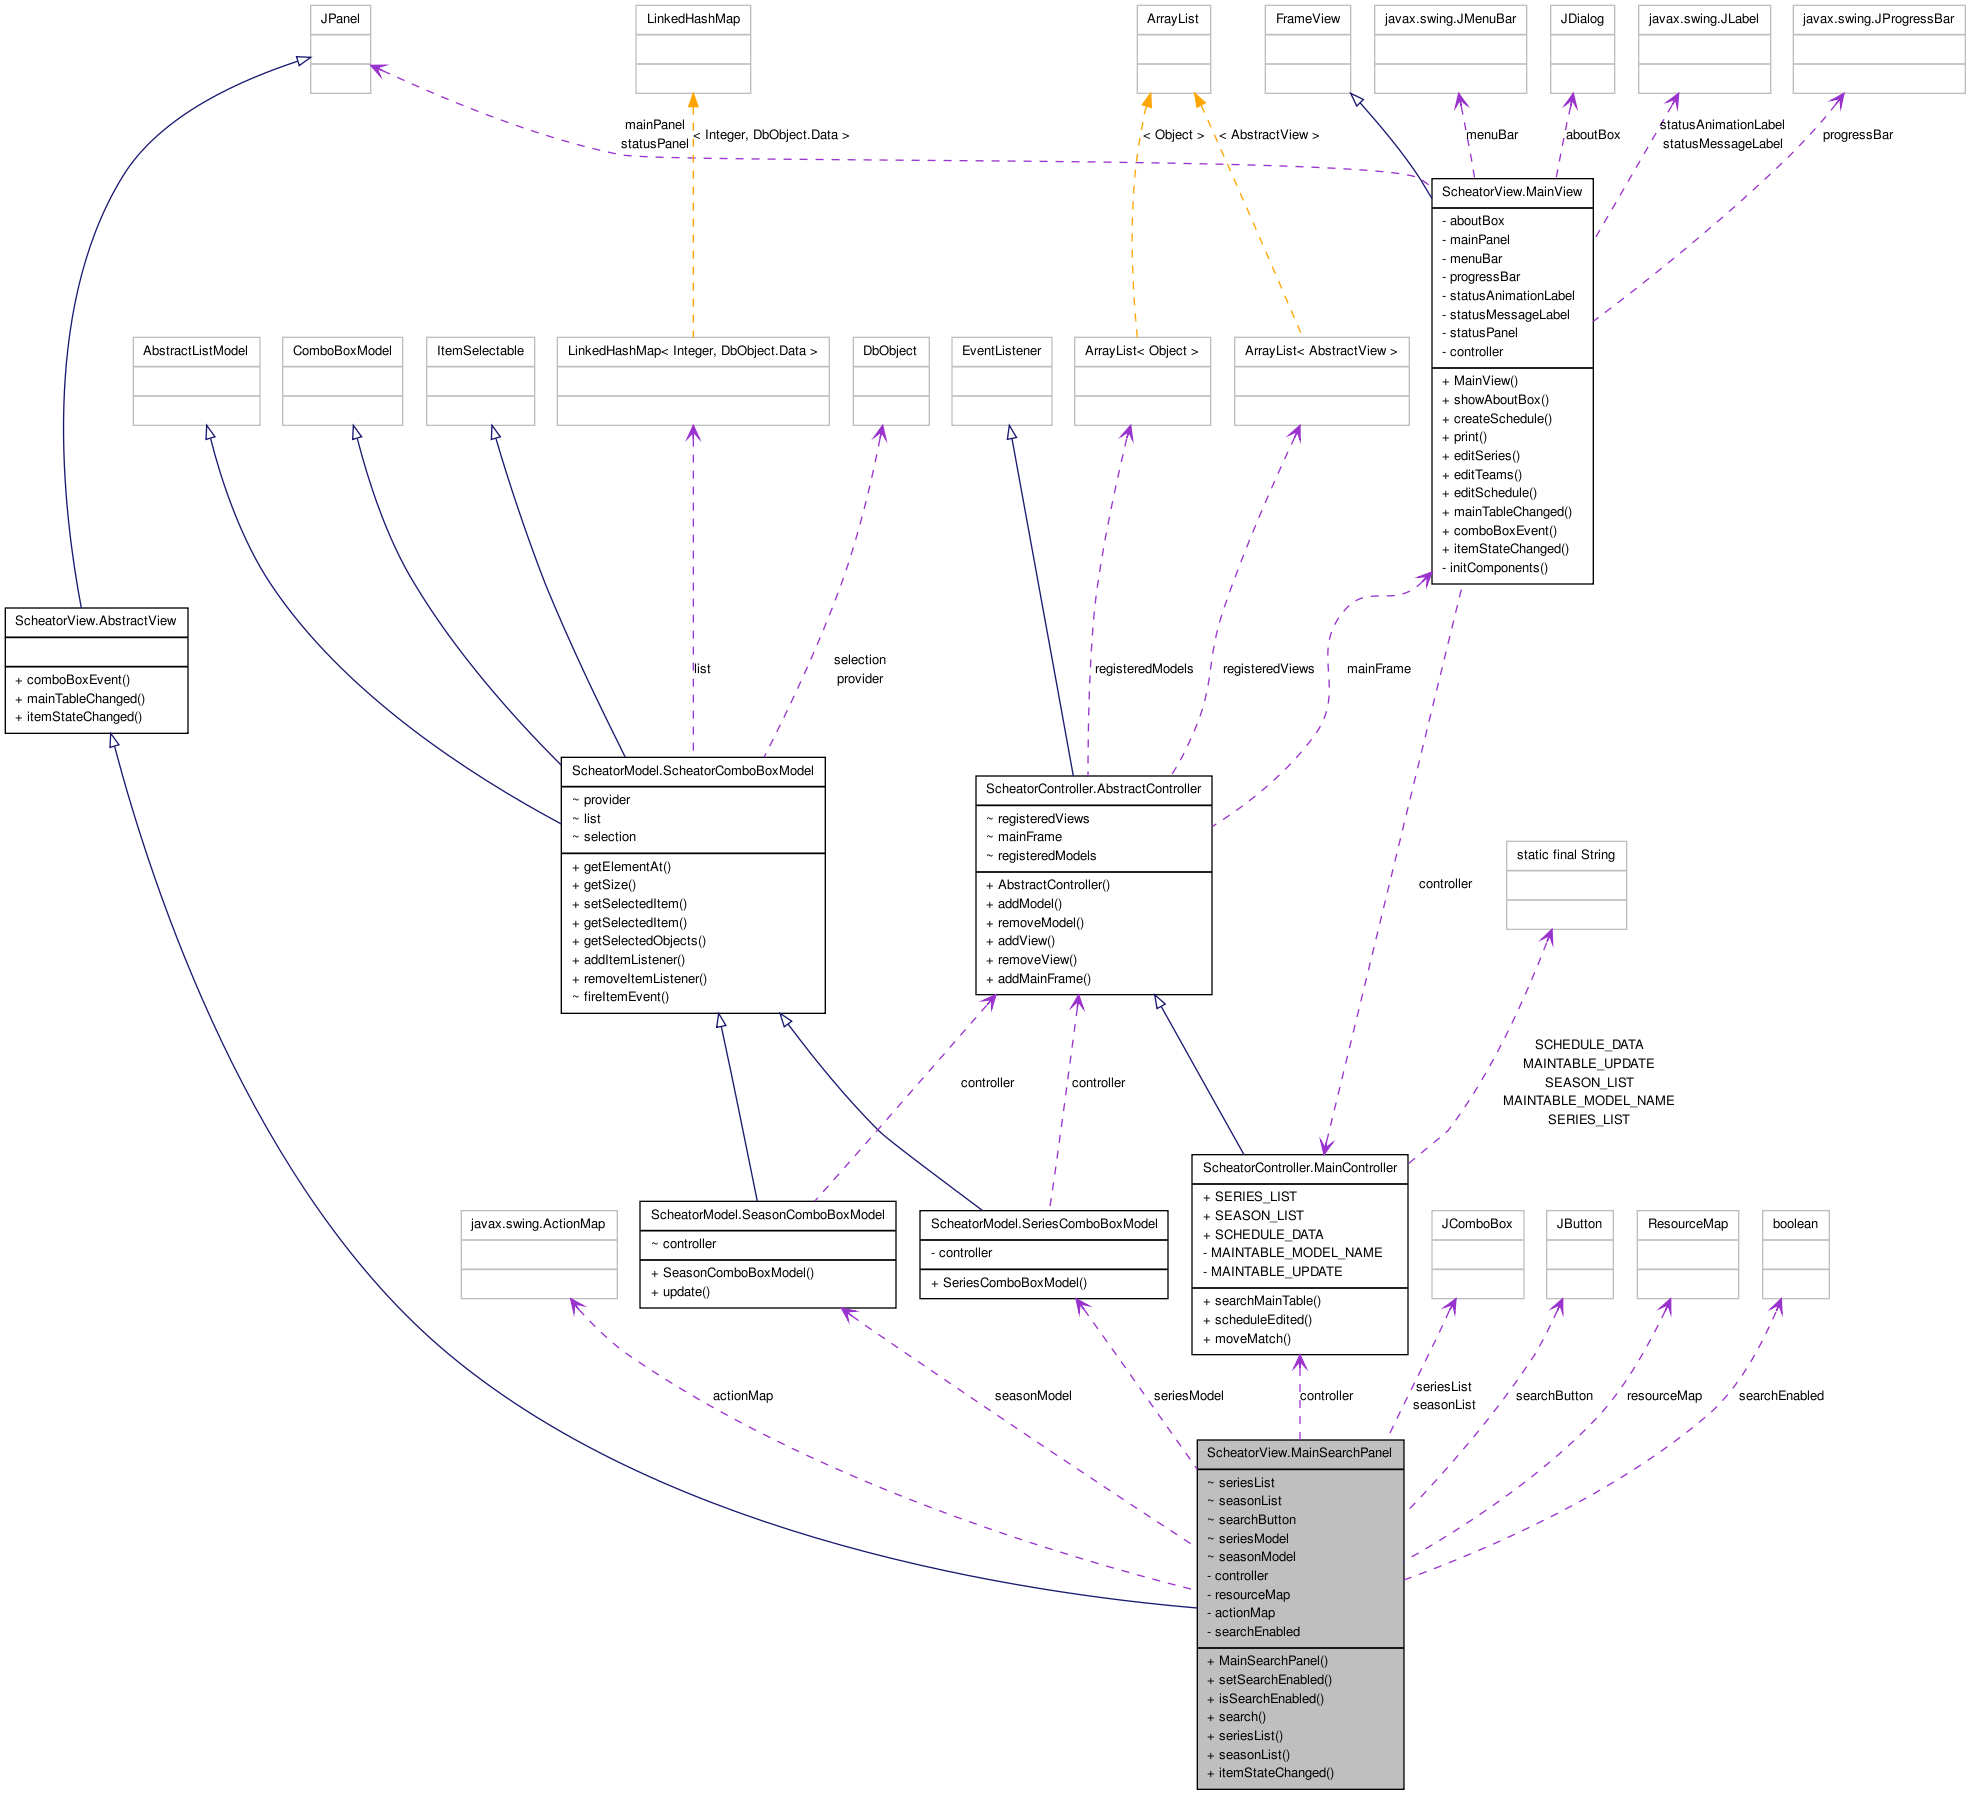 JPanel
LinkedHashMap
ArrayList
FrameView
javax.swing.JMenuBar
JDialog
javax.swing.JLabel
javax.swing.JProgressBar
mainPanel
statusPanel
< Integer, DbObject.Data >
< Object >
< AbstractView >
menuBar
aboutBox
statusAnimationLabel
statusMessageLabel
progressBar
ScheatorView.MainView
- aboutBox
- mainPanel
- menuBar
- progressBar
- statusAnimationLabel
- statusMessageLabel
- statusPanel
- controller
+ MainView()
+ showAboutBox()
+ createSchedule()
+ print()
+ editSeries()
+ editTeams()
+ editSchedule()
+ mainTableChanged()
+ comboBoxEvent()
+ itemStateChanged()
- initComponents()
AbstractListModel
ComboBoxModel
ItemSelectable
LinkedHashMap< Integer, DbObject.Data >
DbObject
EventListener
ArrayList< Object >
ArrayList< AbstractView >
ScheatorView.AbstractView
+ comboBoxEvent()
+ mainTableChanged()
+ itemStateChanged()
list
selection
provider
registeredModels
registeredViews
mainFrame
ScheatorModel.ScheatorComboBoxModel
~ provider
~ list
~ selection
+ getElementAt()
+ getSize()
+ setSelectedItem()
+ getSelectedItem()
+ getSelectedObjects()
+ addItemListener()
+ removeItemListener()
~ fireItemEvent()
ScheatorController.AbstractController
~ registeredViews
~ mainFrame
~ registeredModels
+ AbstractController()
+ addModel()
+ removeModel()
+ addView()
+ removeView()
+ addMainFrame()
controller
static final String
controller
controller
SCHEDULE_DATA
MAINTABLE_UPDATE
SEASON_LIST
MAINTABLE_MODEL_NAME
SERIES_LIST
javax.swing.ActionMap
ScheatorModel.SeasonComboBoxModel
~ controller
+ SeasonComboBoxModel()
+ update()
ScheatorModel.SeriesComboBoxModel
- controller
+ SeriesComboBoxModel()
ScheatorController.MainController
+ SERIES_LIST
+ SEASON_LIST
+ SCHEDULE_DATA
- MAINTABLE_MODEL_NAME
- MAINTABLE_UPDATE
+ searchMainTable()
+ scheduleEdited()
+ moveMatch()
JComboBox
JButton
ResourceMap
boolean
actionMap
seasonModel
seriesModel
controller
seriesList
seasonList
searchButton
resourceMap
searchEnabled
ScheatorView.MainSearchPanel
~ seriesList
~ seasonList
~ searchButton
~ seriesModel
~ seasonModel
- controller
- resourceMap
- actionMap
- searchEnabled
+ MainSearchPanel()
+ setSearchEnabled()
+ isSearchEnabled()
+ search()
+ seriesList()
+ seasonList()
+ itemStateChanged()